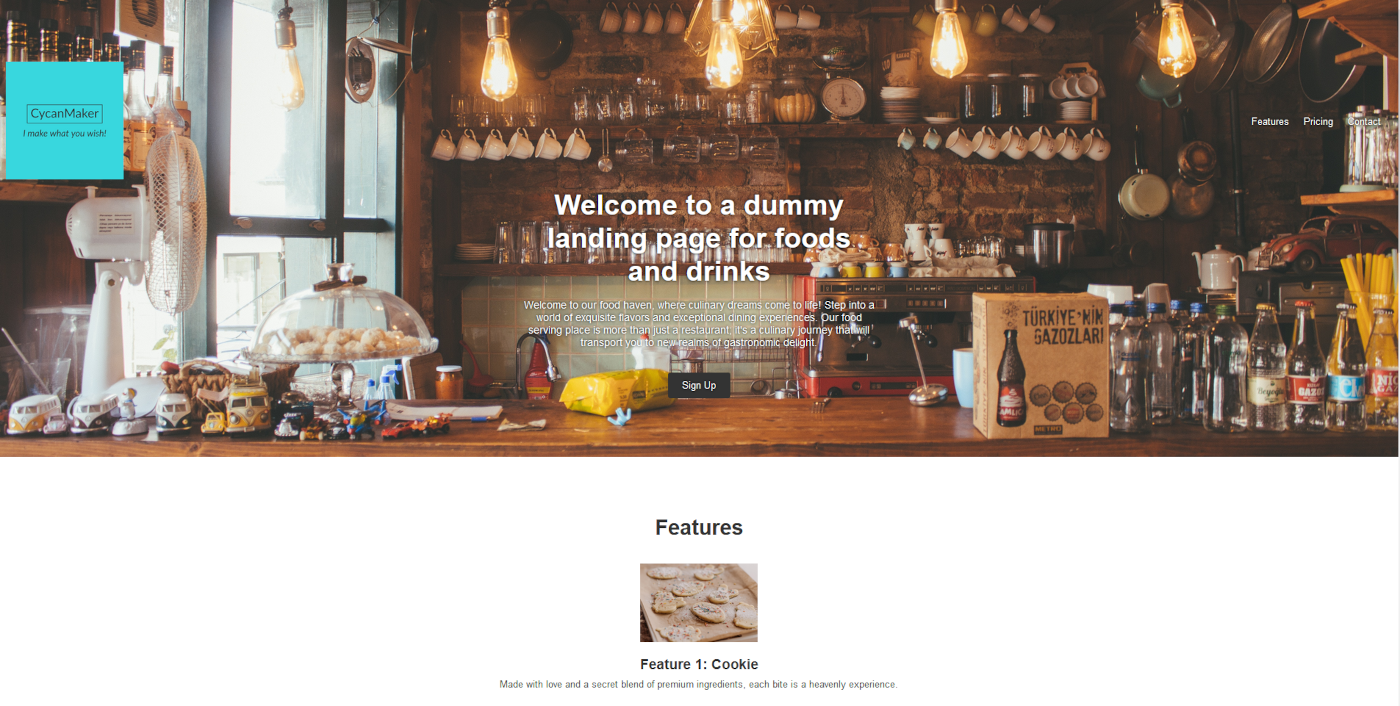 CycanMaker
I make what you wish!
Features Pricing Contact
Welcome to a dummy
landing page for foods
and drinks
Welcome to our food haven, where culinary dreams come to life! Step into a
world of exquisite flavors and exceptional dining experiences. Our food
serving place is more than just a restaurant; it's a culinary journey that will
transport you to new realms of gastronomic delight.
Sign Up
TÜRKİYE'NİN
GAZOZLARI
METRO
Features
Feature 1: Cookie
Made with love and a secret blend of premium ingredients, each bite is a heavenly experience.